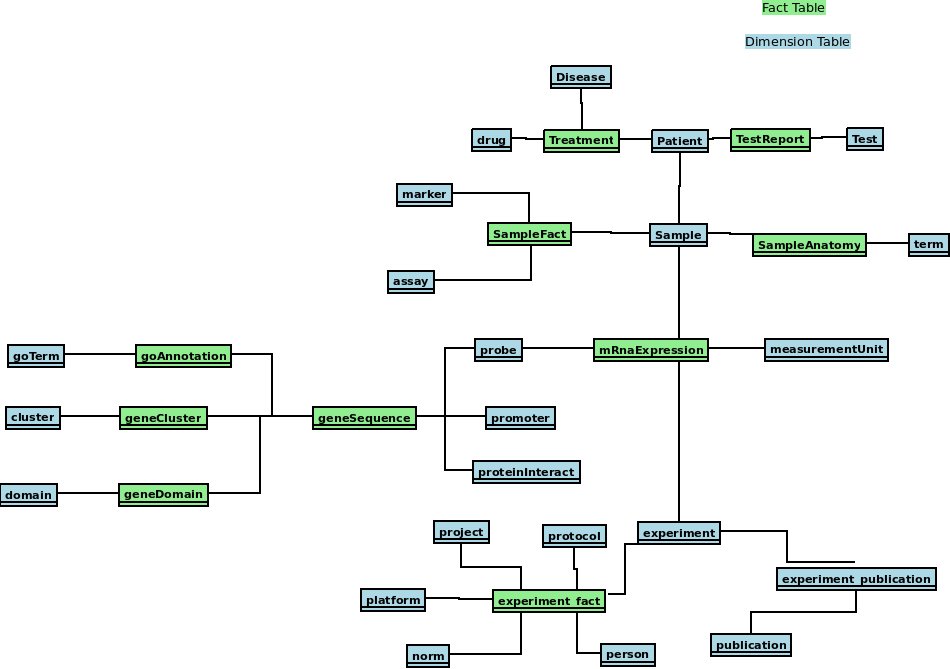 Fact Table
Dimension Table
Disease
drug
Treatment
Patient
TestReport
Test
marker
SampleFact
Sample
SampleAnatomy
term
assay
goTerm
goAnnotation
probe
mRnaExpression
measurementUnit
cluster
geneCluster
geneSequence
promoter
proteinInteract
domain
geneDomain
project
protocol
experiment
experiment_publication
platform
experiment_fact
publication
norm
person